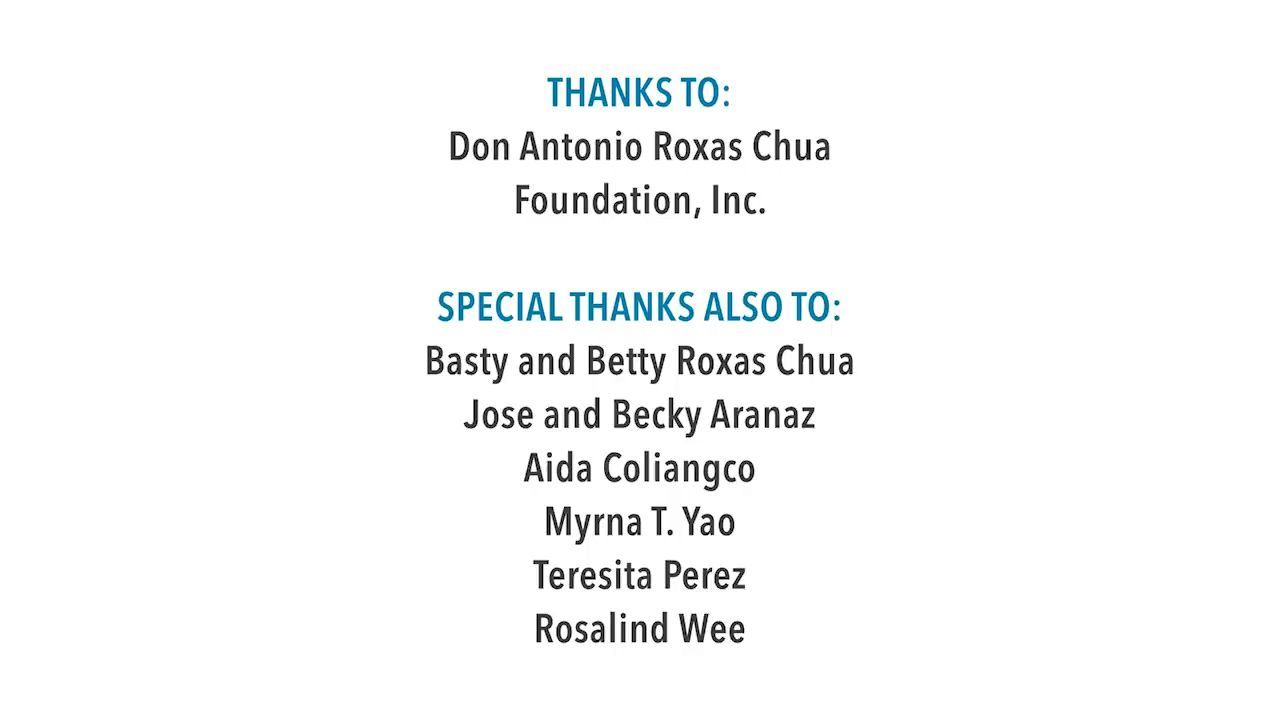 THANKS TO:
Don Antonio Roxas Chua
Foundation, Inc.
SPECIAL THANKS ALSO TO:
Basty and Betty Roxas Chua
Jose and Becky Aranaz
Aida Coliangco
Myrna T. Yao
Teresita Perez
Rosalind Wee